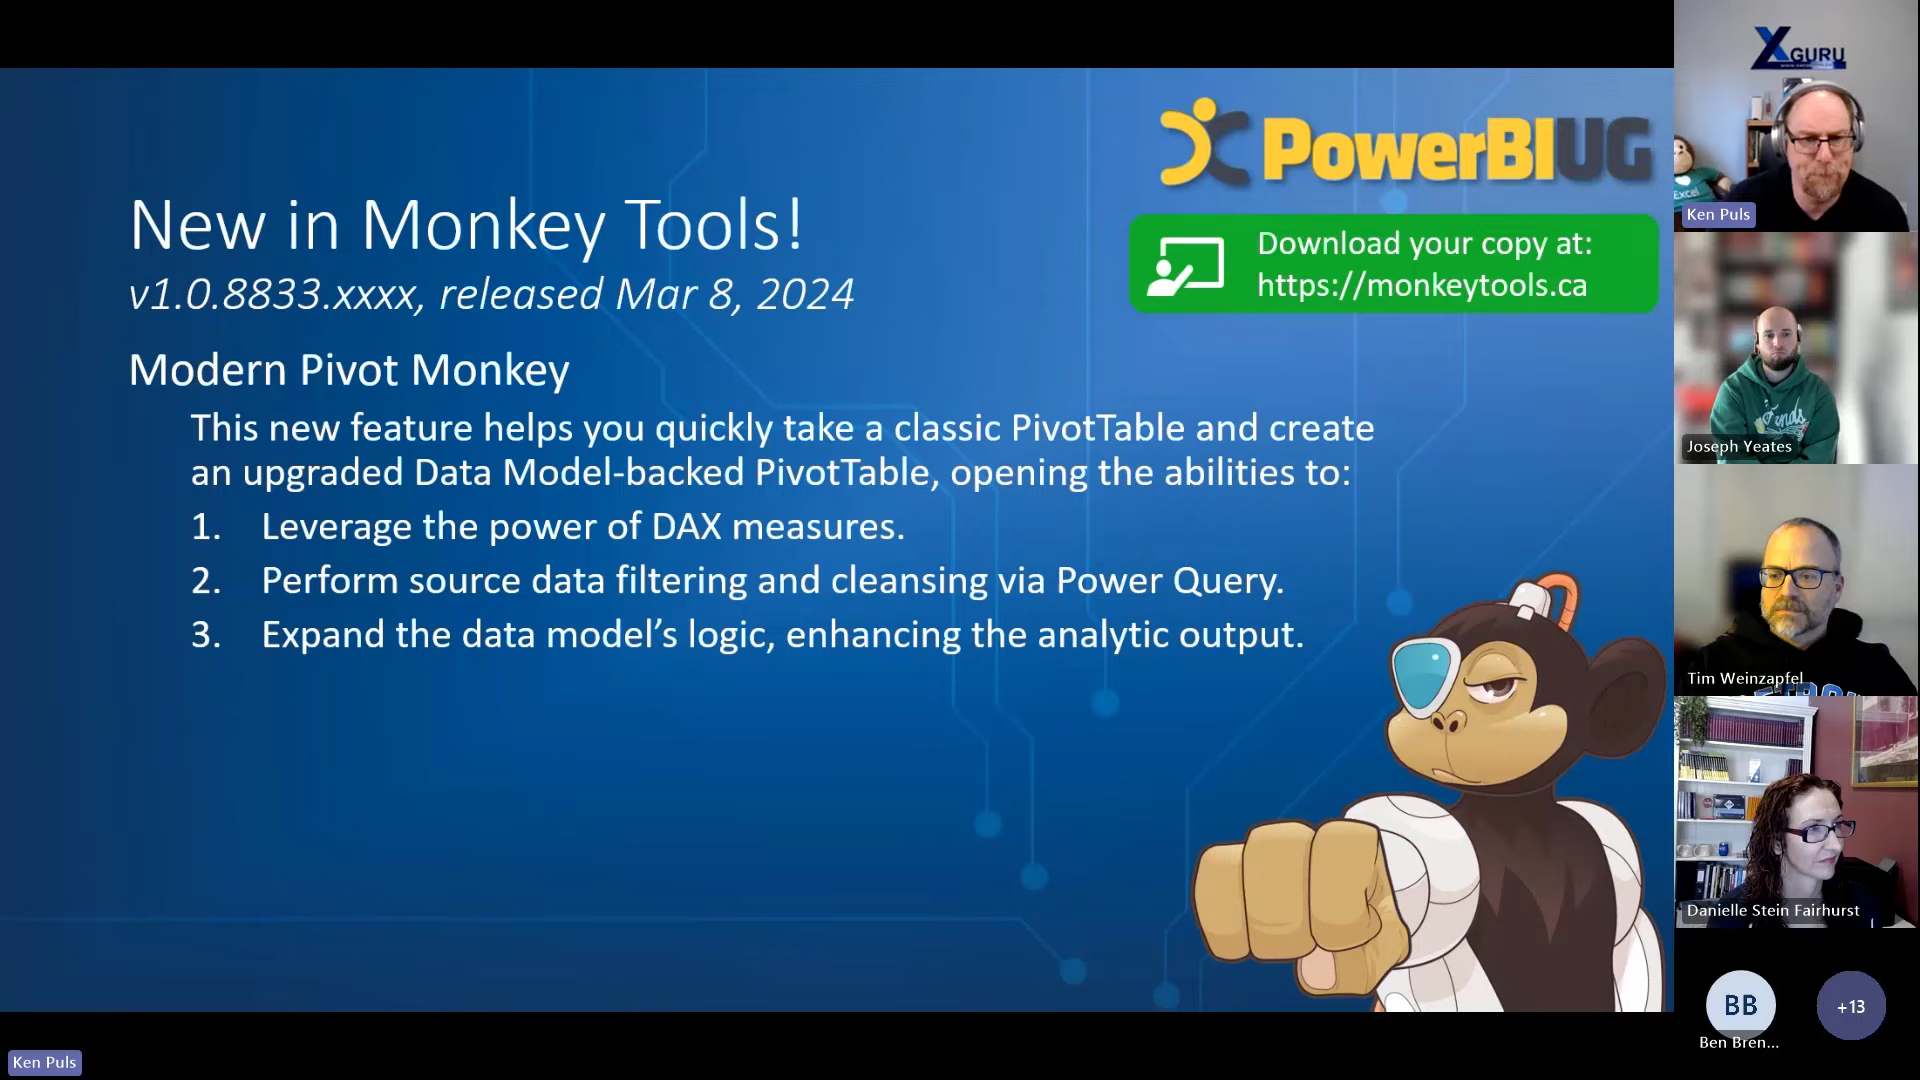 New in Monkey Tools!
v1.0.8833.xxxx, released Mar 8, 2024
PowerBIUG
Download your copy at:
https://monkeytools.ca
Modern Pivot Monkey
This new feature helps you quickly take a classic PivotTable and create
an upgraded Data Model-backed PivotTable, opening the abilities to:
1. Leverage the power of DAX measures.
2. Perform source data filtering and cleansing via Power Query.
3. Expand the data model’s logic, enhancing the analytic output.
Ken Puls
XLGURU
Excel
Ken Puls
Joseph Yeates
Tim Weinzapfel
Danielle Stein Fairhurst
BB
Ben Bren...
+13